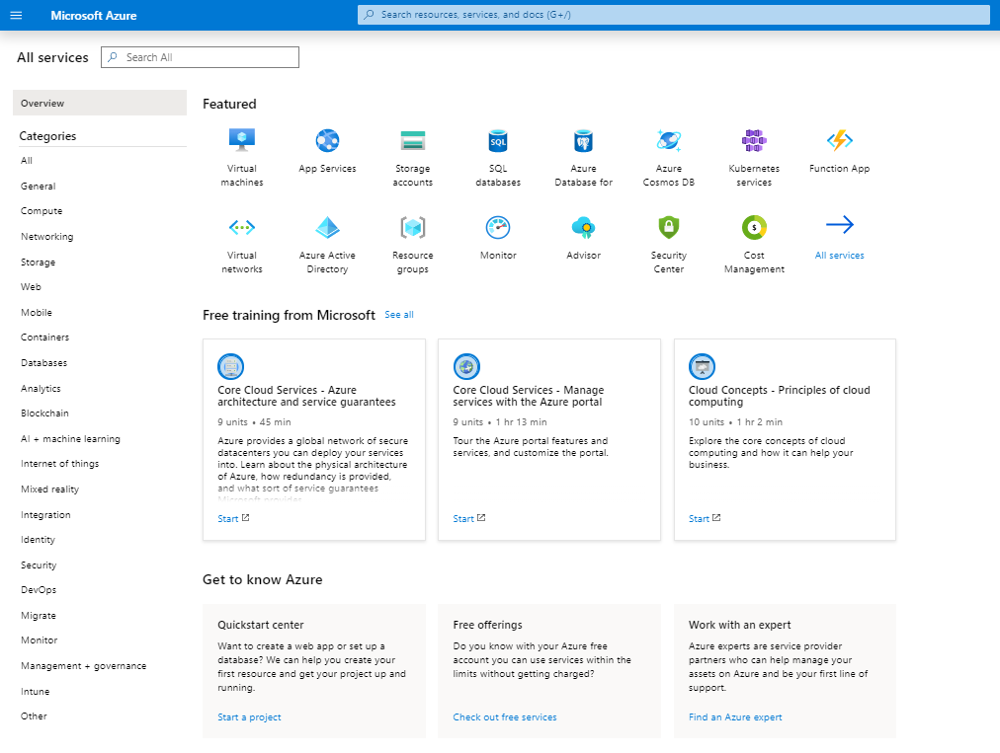 Microsoft Azure
Search resources, services, and docs (G+/)
All services
Search All
Overview
Categories
All
General
Compute
Networking
Storage
Web
Mobile
Containers
Databases
Analytics
Blockchain
AI + machine learning
Internet of things
Mixed reality
Integration
Identity
Security
DevOps
Migrate
Monitor
Management + governance
Intune
Other
Featured
Virtual
machines
App Services
Storage
accounts
SQL
SQL
databases
Azure
Database for
Azure
Cosmos DB
Kubernetes
services
Function App
Virtual
networks
Azure Active
Directory
Resource
groups
Monitor
Advisor
Security
Center
$
Cost
Management
All services
Free training from Microsoft See all
Core Cloud Services - Azure
architecture and service guarantees
9 units • 45 min
Azure provides a global network of secure
datacenters you can deploy your services
into. Learn about the physical architecture
of Azure, how redundancy is provided,
and what sort of service guarantees
Microsoft provides
Start
Core Cloud Services - Manage
services with the Azure portal
9 units • 1 hr 13 min
Tour the Azure portal features and
services, and customize the portal.
Start
Cloud Concepts - Principles of cloud
computing
10 units • 1 hr 2 min
Explore the core concepts of cloud
computing and how it can help your
business.
Start
Get to know Azure
Quickstart center
Want to create a web app or set up a
database? We can help you create your
first resource and get your project up and
running.
Start a project
Free offerings
Do you know with your Azure free
account you can use services within the
limits without getting charged?
Check out free services
Work with an expert
Azure experts are service provider
partners who can help manage your
assets on Azure and be your first line of
support.
Find an Azure expert